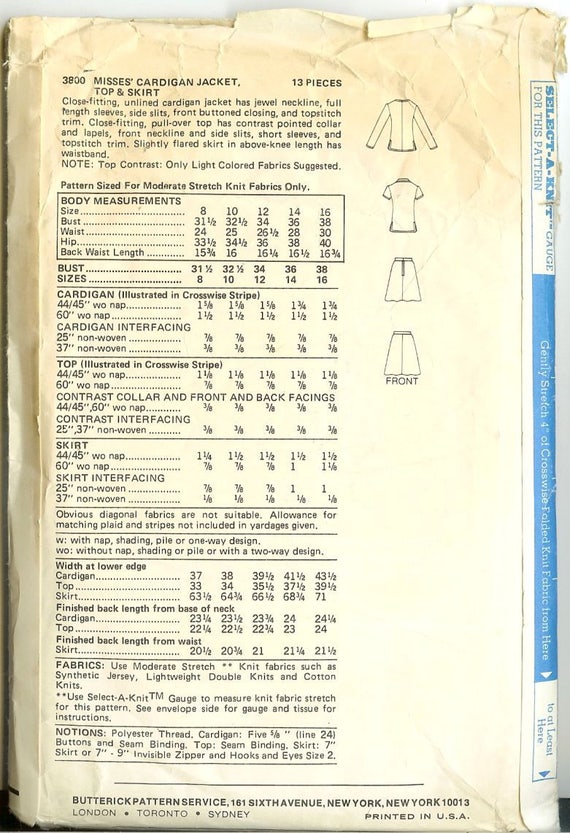 3800 MISSES' CARDIGAN JACKET, 13 PIECES
TOP & SKIRT
Close-fitting, unlined cardigan jacket has jewel neckline, full
length sleeves, side slits, front buttoned closing, and topstitch
trim. Close-fitting, pull-over top has contrast pointed collar
and lapels, front neckline and side slits, short sleeves, and
topstitch trim. Slightly flared skirt in above-knee length has
waistband.
NOTE: Top Contrast: Only Light Colored Fabrics Suggested.
Pattern Sized For Moderate Stretch Knit Fabrics Only.
BODY MEASUREMENTS
Size 8 10 12 14 16
Bust 31½ 32½ 34 36 38
Waist 24 25 26½ 28 30
Hip 33½ 34½ 36 38 40
Back Waist Length 15¾ 16 16¼ 16½ 16¾
BUST 31 ½ 32 ½ 34 36 38
SIZES 8 10 12 14 16
CARDIGAN (Illustrated in Crosswise Stripe)
44/45" wo nap 1⅝ 1⅝ 1⅝ 1¾ 1¾
60" wo nap 1½ 1½ 1½ 1½ 1½
CARDIGAN INTERFACING
25" non-woven ⅞ ⅞ ⅞ ⅞ ⅞
37" non-woven ⅜ ⅜ ⅜ ⅜ ⅜
TOP (Illustrated in Crosswise Stripe)
44/45" wo nap 1⅛ 1⅛ 1⅛ 1⅛ 1⅛
60" wo nap ⅞ ⅞ ⅞ ⅞ ⅞
CONTRAST COLLAR AND FRONT AND BACK FACINGS
44/45",60" wo nap ⅜ ⅜ ⅜ ⅜ ⅜
CONTRAST INTERFACING
25",37" non-woven ⅜ ⅜ ⅜ ⅜ ⅜
SKIRT
44/45" wo nap 1¼ 1½ 1½ 1½ 1½
60" wo nap ⅞ ⅞ ⅞ 1 1⅛
SKIRT INTERFACING
25" non-woven ⅞ ⅞ ⅞ 1 1
37" non-woven ⅛ ⅛ ⅛ ⅛ ⅛
Obvious diagonal fabrics are not suitable. Allowance for
matching plaid and stripes not included in yardages given.
w: with nap, shading, pile or one-way design.
wo: without nap, shading or pile or with a two-way design.
Width at lower edge
Cardigan 37 38 39½ 41½ 43½
Top 33 34 35½ 37½ 39½
Skirt 63½ 64¾ 66½ 68¾ 71
Finished back length from base of neck
Cardigan 23¼ 23½ 23¾ 24 24¼
Top 22¼ 22½ 22¾ 23 24
Finished back length from waist
Skirt 20½ 20¾ 21 21¼ 21½
FABRICS: Use Moderate Stretch ** Knit fabrics such as
Synthetic Jersey, Lightweight Double Knits and Cotton
Knits.
**Use Select-A-Knit™ Gauge to measure knit fabric stretch
for this pattern. See envelope side for gauge and tissue for
instructions.
NOTIONS: Polyester Thread. Cardigan: Five ⅝ " (line 24)
Buttons and Seam Binding. Top: Seam Binding. Skirt: 7"
Skirt or 7" - 9" Invisible Zipper and Hooks and Eyes Size 2.
BUTTERICK PATTERN SERVICE, 161 SIXTH AVENUE, NEW YORK, NEW YORK 10013
LONDON • TORONTO • SYDNEY PRINTED IN U.S.A.
FRONT
SELECT-A-KNIT™ GAUGE
FOR THIS PATTERN
Gently Stretch 4" of Crosswise Folded Knit Fabric from Here
to at Least
Here